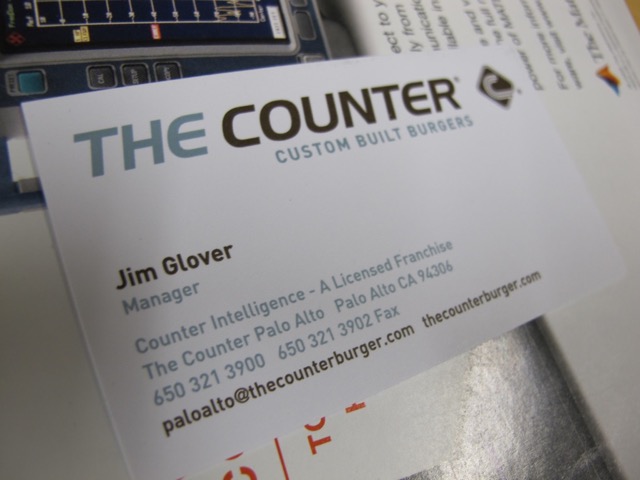 THE COUNTER®
CUSTOM BUILT BURGERS
Jim Glover
Manager
Counter Intelligence - A Licensed Franchise
The Counter Palo Alto Palo Alto CA 94306
650 321 3900 650 321 3902 Fax
paloalto@thecounterburger.com thecounterburger.com